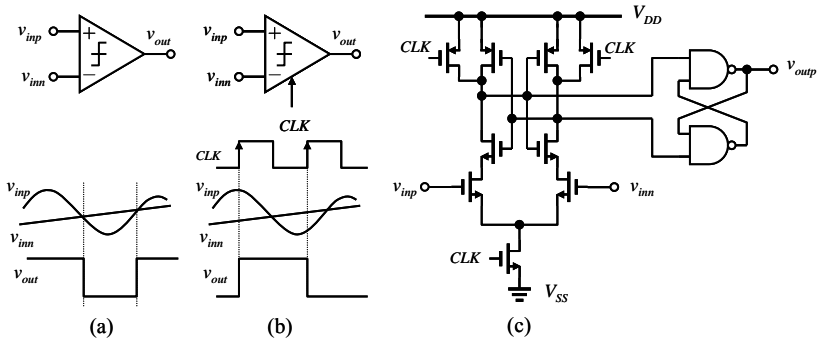 v_inp
+
v_inn
−
v_out
v_inp
+
v_inn
−
v_out
CLK
CLK
v_inp
v_inn
v_out
v_inp
v_inn
v_out
V_DD
CLK
CLK
v_outp
v_inp
v_inn
CLK
V_SS
(a)
(b)
(c)